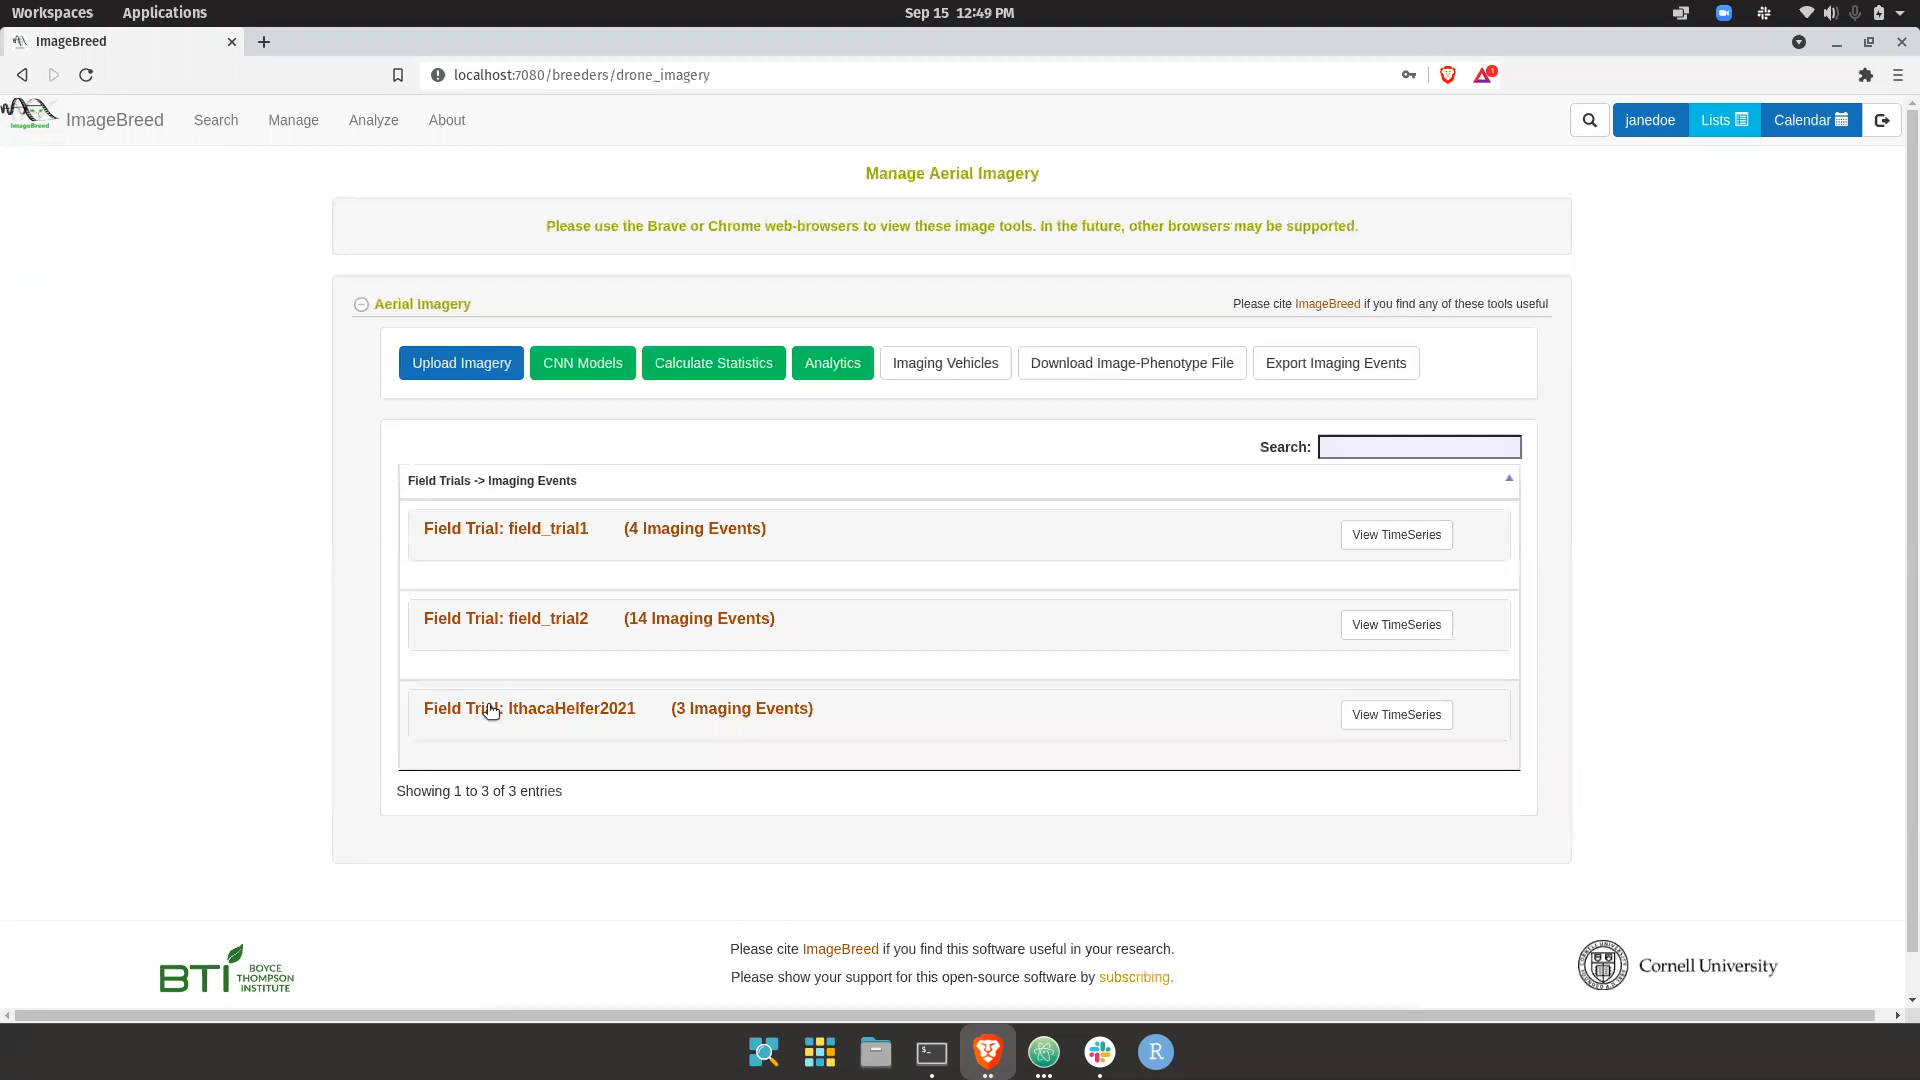 Workspaces Applications Sep 15 12:49 PM
ImageBreed
localhost:7080/breeders/drone_imagery
1
ImageBreed
ImageBreed Search Manage Analyze About janedoe Lists Calendar
Manage Aerial Imagery
Please use the Brave or Chrome web-browsers to view these image tools. In the future, other browsers may be supported.
Aerial Imagery Please cite ImageBreed if you find any of these tools useful
Upload Imagery CNN Models Calculate Statistics Analytics Imaging Vehicles Download Image-Phenotype File Export Imaging Events
Search:
Field Trials -> Imaging Events
Field Trial: field_trial1 (4 Imaging Events) View TimeSeries
Field Trial: field_trial2 (14 Imaging Events) View TimeSeries
Field Trial: IthacaHelfer2021 (3 Imaging Events) View TimeSeries
Showing 1 to 3 of 3 entries
Please cite ImageBreed if you find this software useful in your research.
Please show your support for this open-source software by subscribing.
BTI BOYCE
THOMPSON
INSTITUTE
Cornell University
R